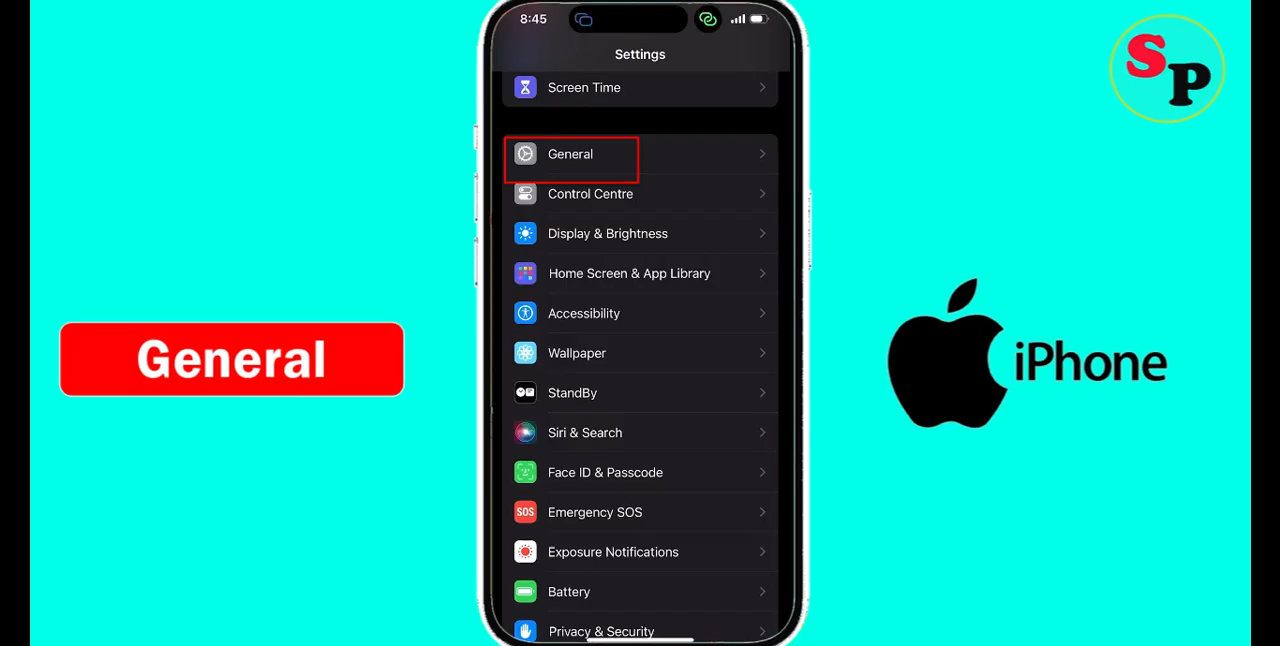 8:45
SP
Settings
Screen Time
General
Control Centre
Display & Brightness
Home Screen & App Library
Accessibility
General
iPhone
Wallpaper
StandBy
Siri & Search
Face ID & Passcode
SOS
Emergency SOS
Exposure Notifications
Battery
Privacy & Security